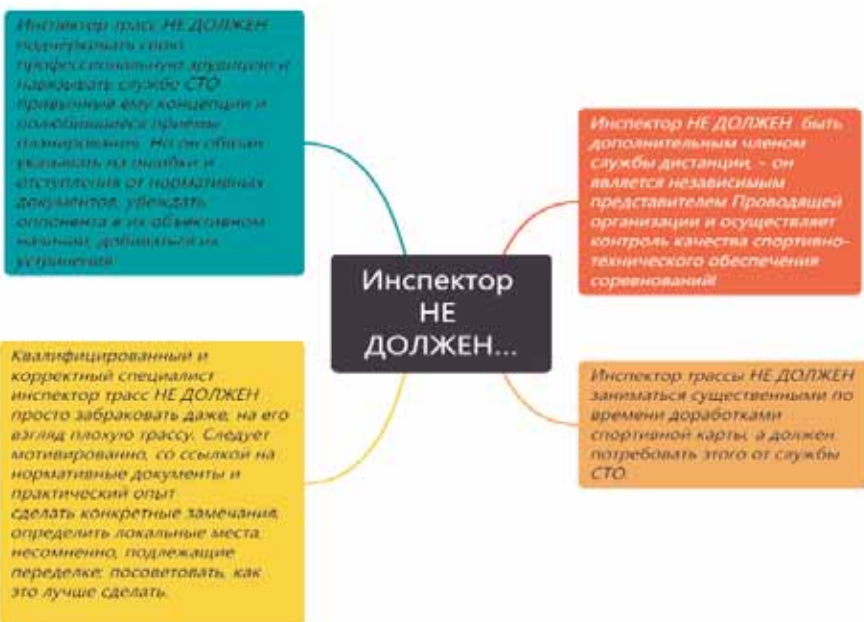 Инспектор трасс НЕ ДОЛЖЕН
подчёркивать свою
профессиональную эрудицию и
навязывать службе СТО
привычные ему концепции и
полюбившиеся приемы
планирования. Но он обязан
указывать на ошибки и
отступления от нормативных
документов, убеждать
оппонента в их объективном
наличии, добиваться их
устранения.
Инспектор НЕ ДОЛЖЕН быть
дополнительным членом
службы дистанции, - он
является независимым
представителем Проводящей
организации и осуществляет
контроль качества спортивно-
технического обеспечения
соревнований!
Инспектор
НЕ
ДОЛЖЕН...
Квалифицированный и
корректный специалист
инспектор трасс НЕ ДОЛЖЕН
просто забраковать даже, на его
взгляд плохую трассу. Следует
мотивированно, со ссылкой на
нормативные документы и
практический опыт
сделать конкретные замечания,
определить локальные места,
несомненно, подлежащие
переделке; посоветовать, как
это лучше сделать.
Инспектор трассы НЕ ДОЛЖЕН
заниматься существенными по
времени доработками
спортивной карты, а должен
потребовать этого от службы
СТО.